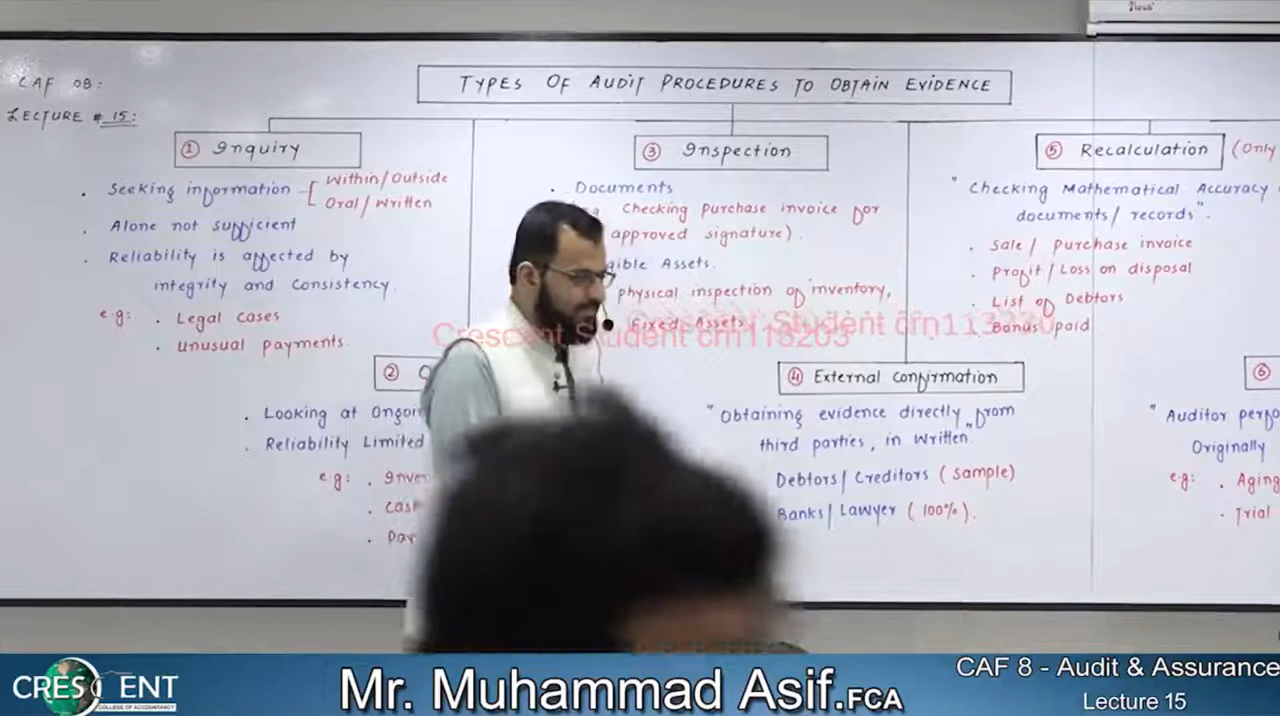 CAF 08:
LECTURE # 15:
TYPES OF AUDIT PROCEDURES TO OBTAIN EVIDENCE
① Inquiry
. Seeking information [ Within/Outside
Oral/Written
. Alone not sufficient
. Reliability is affected by
integrity and consistency.
e.g: . Legal cases
. unusual payments.
②
. Looking at
. Reliability Limited
e.g: .
.
.
③ Inspection
. Documents
Checking purchase invoice for
approved signature).
Assets.
physical inspection of inventory,
Fixed Assets
④ External confirmation
"Obtaining evidence directly from
third parties, in written."
Debtors/Creditors (sample)
Banks/Lawyer (100%).
⑤ Recalculation (Only
"Checking Mathematical Accuracy
documents/records".
. Sale/purchase invoice
. profit/Loss on disposal
. List of Debtors
. Bonus paid
⑥
"Auditor
Originally
e.g: . Aging
. Trial
Crescent Student crn113203
Student crn113230
CRESCENT
COLLEGE OF ACCOUNTANCY
Mr. Muhammad Asif.FCA
CAF 8 - Audit & Assurance
Lecture 15